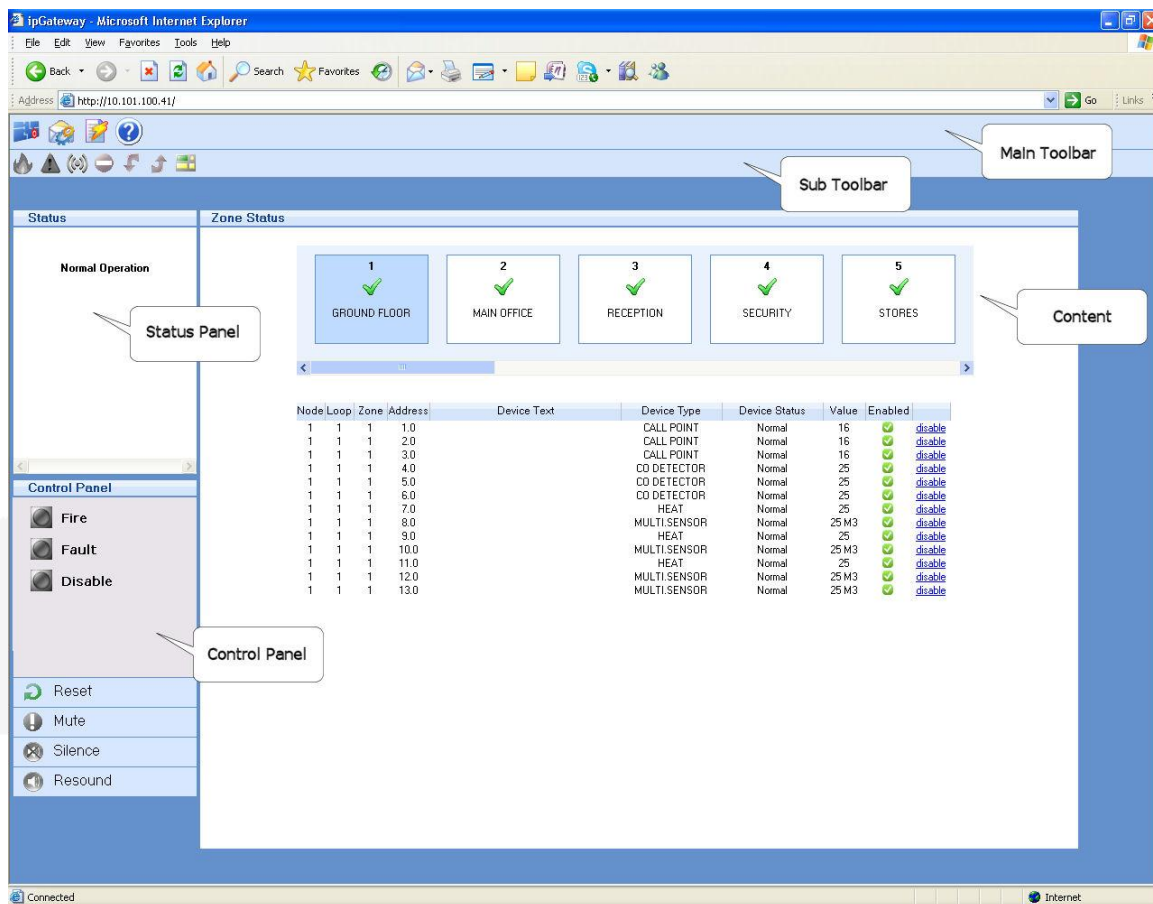 ipGateway - Microsoft Internet Explorer
File Edit View Favorites Tools Help
Back Search Favorites
Address http://10.101.100.41/ Go Links
Main Toolbar
Sub Toolbar
Status
Zone Status
Normal Operation
1 2 3 4 5
GROUND FLOOR MAIN OFFICE RECEPTION SECURITY STORES
Status Panel
Content
Node Loop Zone Address Device Text Device Type Device Status Value Enabled
1 1 1 1.0 CALL POINT Normal 16 disable
1 1 1 2.0 CALL POINT Normal 16 disable
1 1 1 3.0 CALL POINT Normal 16 disable
1 1 1 4.0 CO DETECTOR Normal 25 disable
1 1 1 5.0 CO DETECTOR Normal 25 disable
1 1 1 6.0 CO DETECTOR Normal 25 disable
1 1 1 7.0 HEAT Normal 25 disable
1 1 1 8.0 MULTI.SENSOR Normal 25 M3 disable
1 1 1 9.0 HEAT Normal 25 disable
1 1 1 10.0 MULTI.SENSOR Normal 25 M3 disable
1 1 1 11.0 HEAT Normal 25 disable
1 1 1 12.0 MULTI.SENSOR Normal 25 M3 disable
1 1 1 13.0 MULTI.SENSOR Normal 25 M3 disable
Control Panel
Fire
Fault
Disable
Control Panel
Reset
Mute
Silence
Resound
Connected Internet